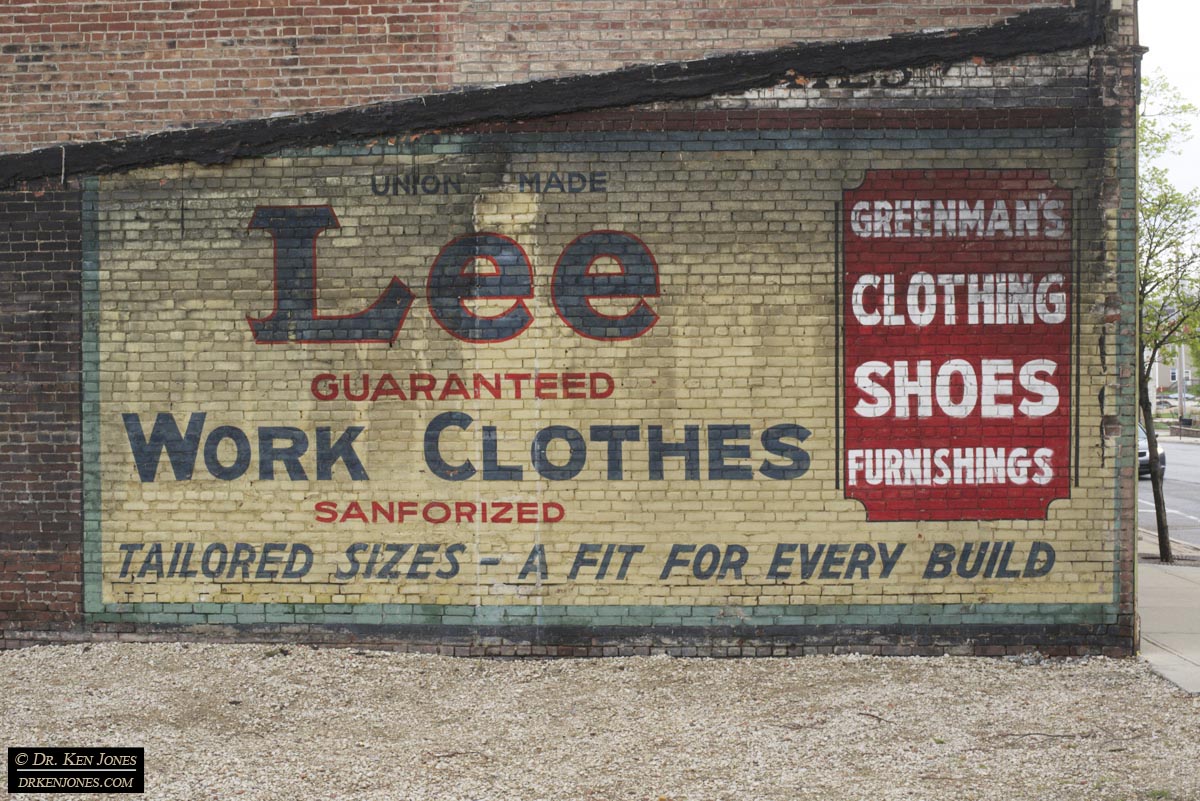 UNION MADE
Lee
GUARANTEED
WORK CLOTHES
SANFORIZED
TAILORED SIZES – A FIT FOR EVERY BUILD
GREENMAN'S
CLOTHING
SHOES
FURNISHINGS
© DR. KEN JONES
DRKENJONES.COM